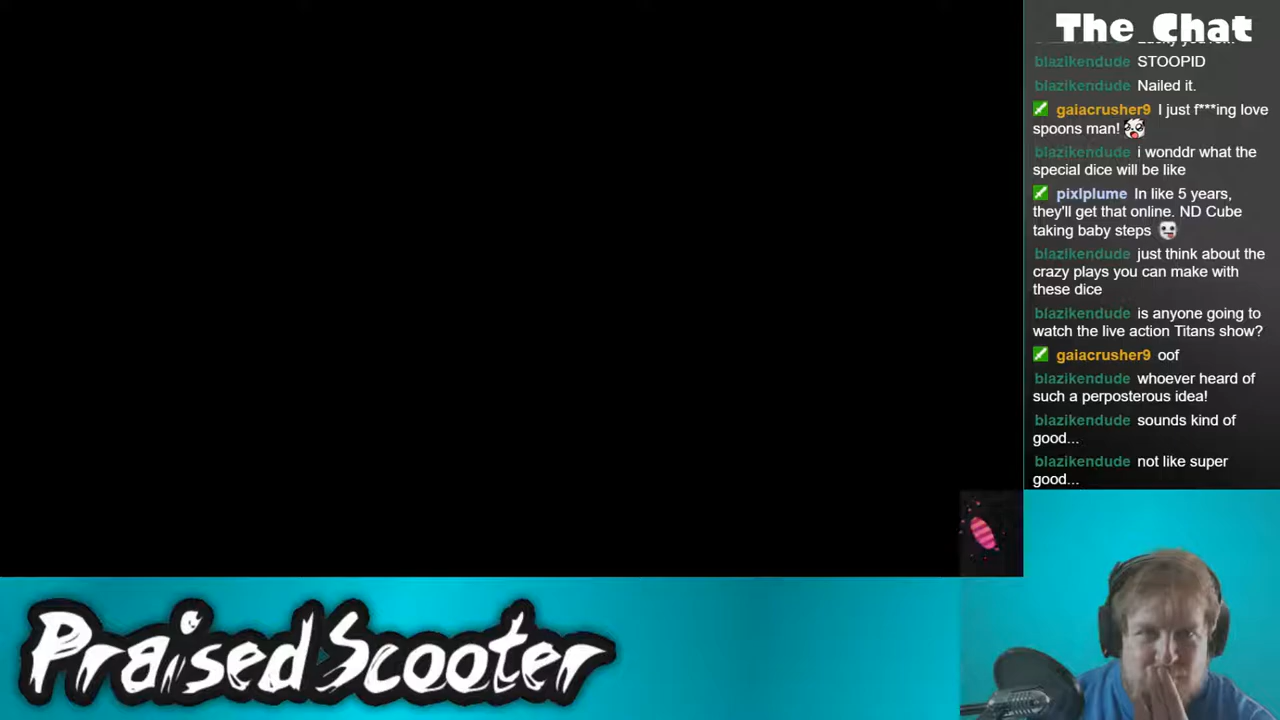 The Chat
blazikendude STOOPID
blazikendude Nailed it.
gaiacrusher9 I just f***ing love
spoons man!
blazikendude i wonddr what the
special dice will be like
pixlplume In like 5 years,
they'll get that online. ND Cube
taking baby steps
blazikendude just think about the
crazy plays you can make with
these dice
blazikendude is anyone going to
watch the live action Titans show?
gaiacrusher9 oof
blazikendude whoever heard of
such a perposterous idea!
blazikendude sounds kind of
good...
blazikendude not like super
good...
PraisedScooter